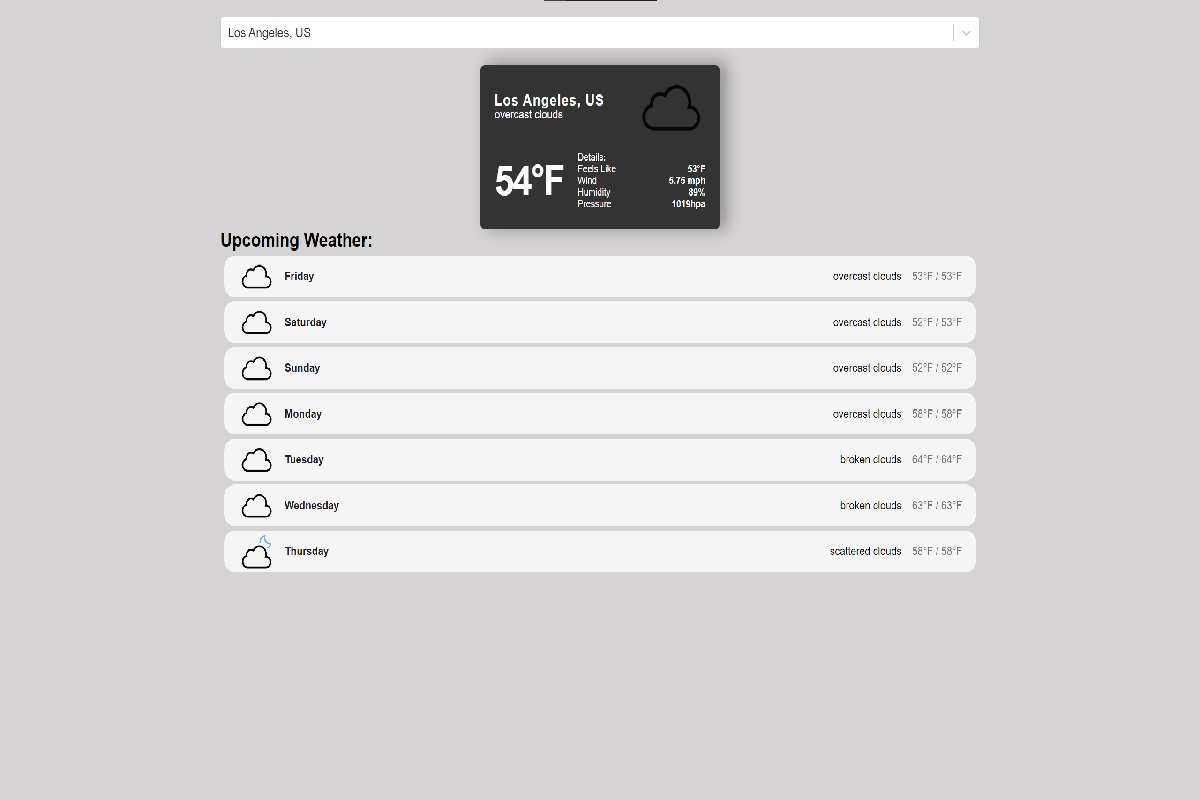 Los Angeles, US
Los Angeles, US
overcast clouds
54°F
Details:
Feels Like 53°F
Wind 5.75 mph
Humidity 89%
Pressure 1019hpa
Upcoming Weather:
Friday overcast clouds 53°F / 53°F
Saturday overcast clouds 52°F / 53°F
Sunday overcast clouds 52°F / 52°F
Monday overcast clouds 58°F / 58°F
Tuesday broken clouds 64°F / 64°F
Wednesday broken clouds 63°F / 63°F
Thursday scattered clouds 58°F / 58°F